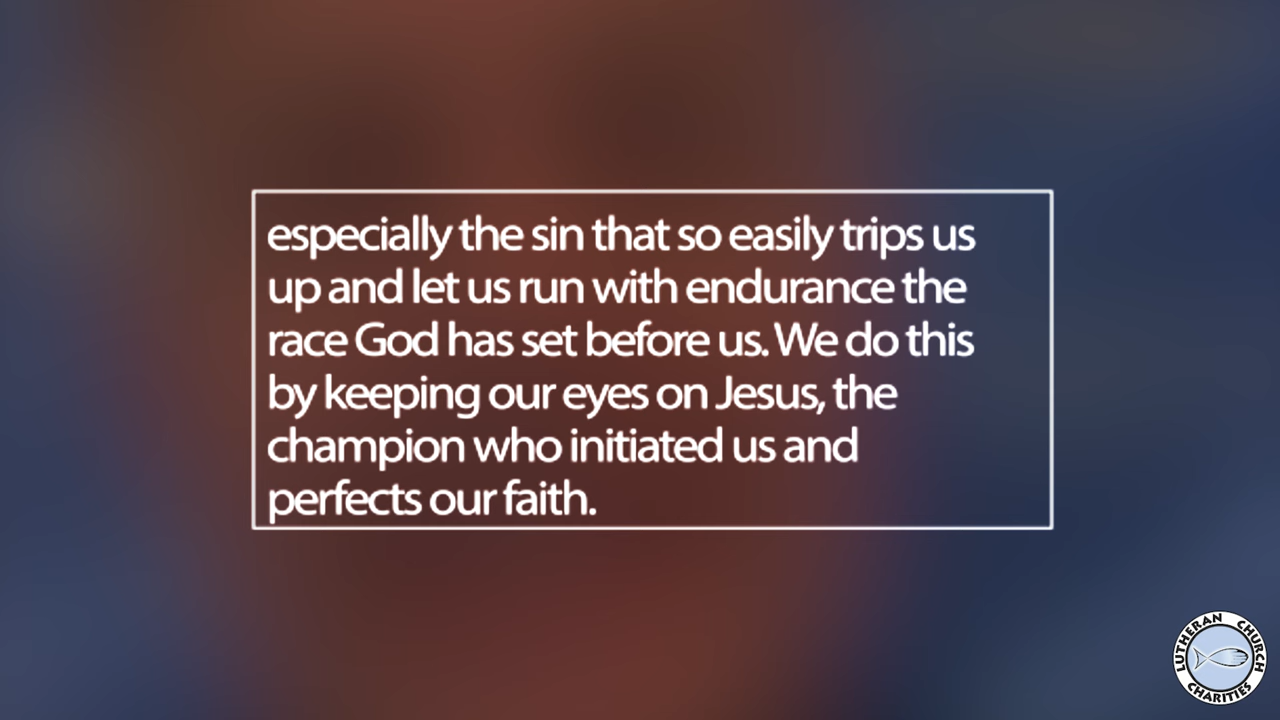 especially the sin that so easily trips us
up and let us run with endurance the
race God has set before us. We do this
by keeping our eyes on Jesus, the
champion who initiated us and
perfects our faith.
LUTHERAN CHURCH
CHARITIES